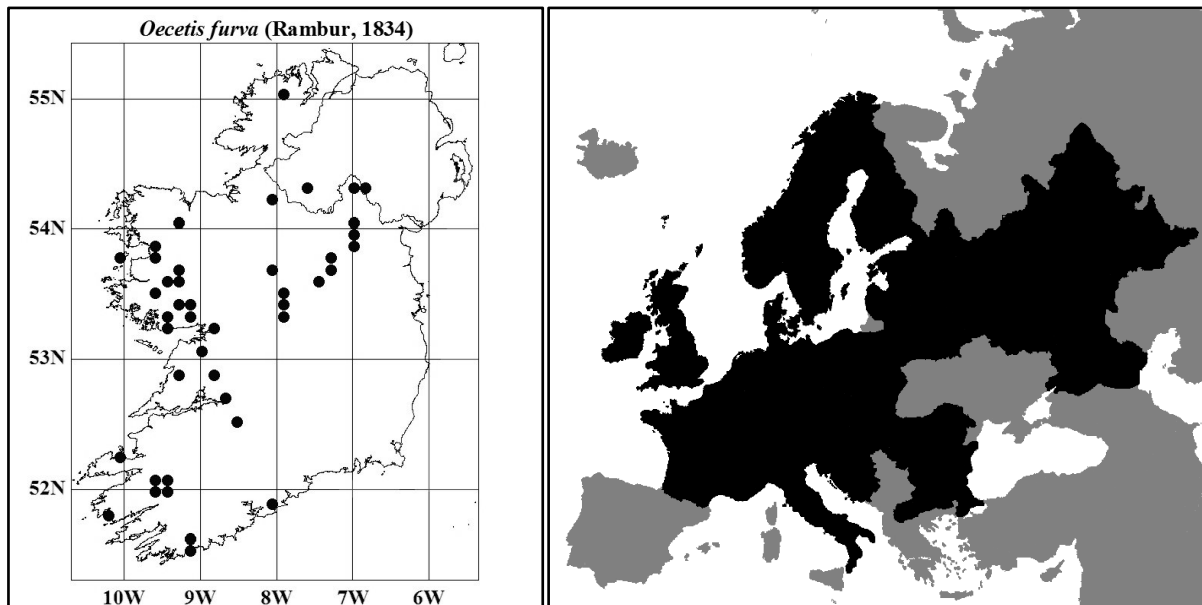 Oecetis furva (Rambur, 1834)
55N
54N
53N
52N
10W 9W 8W 7W 6W